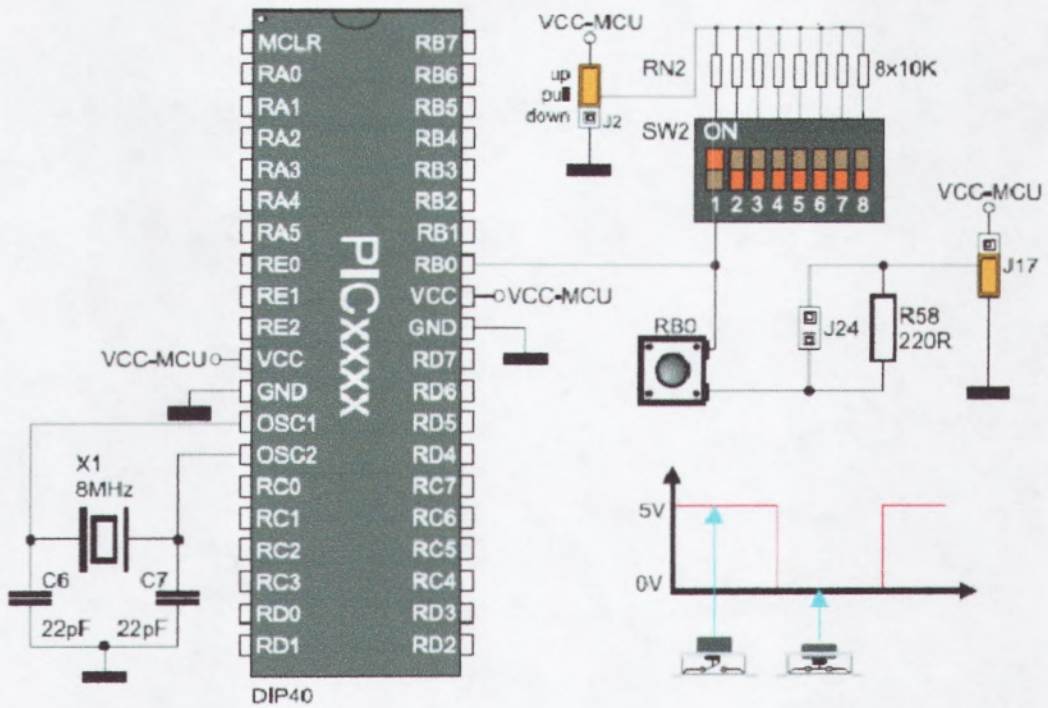 VCC-MCU
up
pu
down
J2
RN2
8x10K
SW2
ON
1 2 3 4 5 6 7 8
VCC-MCU
J17
MCLR RB7
RA0 RB6
RA1 RB5
RA2 RB4
RA3 RB3
RA4 RB2
RA5 RB1
RE0 RB0
RE1 VCC
RE2 GND
VCC RD7
GND RD6
OSC1 RD5
OSC2 RD4
RC0 RC7
RC1 RC6
RC2 RC5
RC3 RC4
RD0 RD3
RD1 RD2
PICxxxx
DIP40
VCC-MCU
VCC-MCU
RB0
J24
R58
220R
X1
8MHz
C6
C7
22pF
22pF
5V
0V